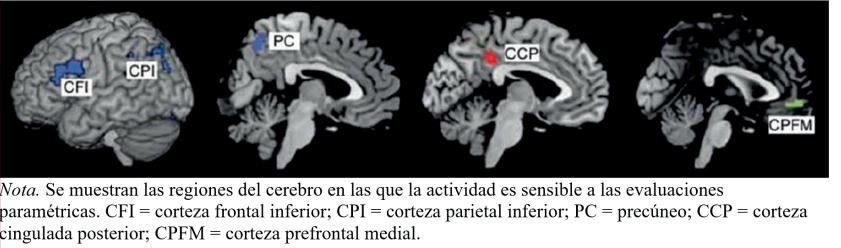 CFI
CPI
PC
CCP
CPFM
Nota. Se muestran las regiones del cerebro en las que la actividad es sensible a las evaluaciones
paramétricas. CFI = corteza frontal inferior; CPI = corteza parietal inferior; PC = precúneo; CCP = corteza
cingulada posterior; CPFM = corteza prefrontal medial.